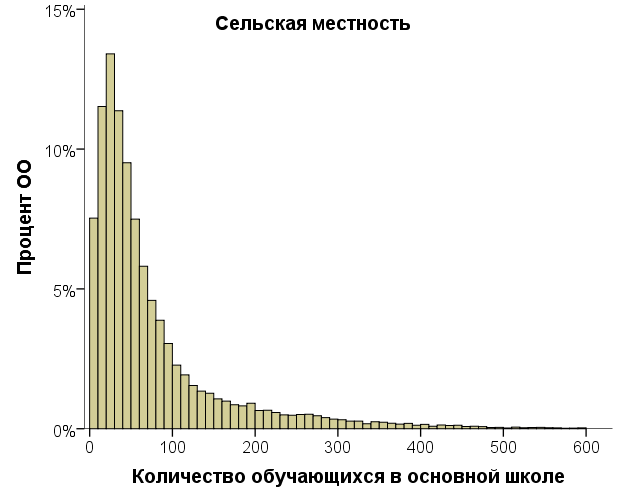 Сельская местность
15%
10%
5%
0%
Процент ОО
0 100 200 300 400 500 600
Количество обучающихся в основной школе